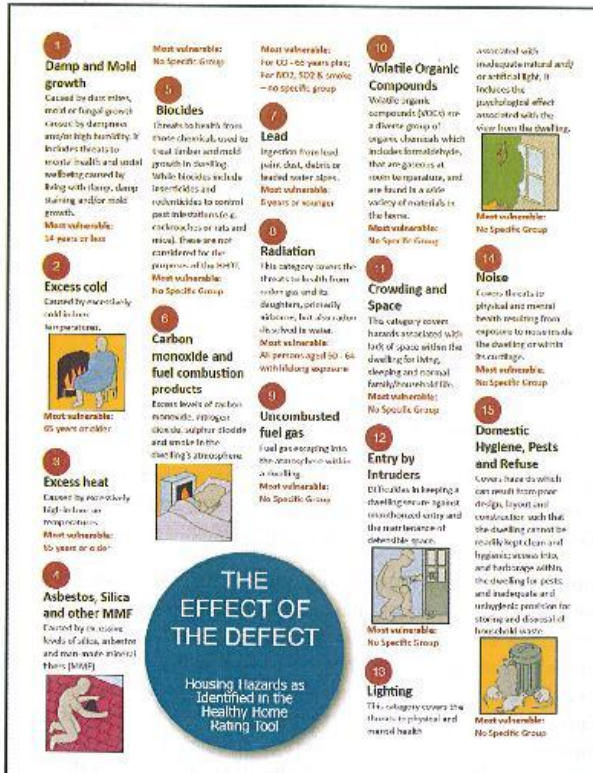 1
Damp and Mold
growth
Caused by dust mites,
mold or fungal growth
caused by dampness
and/or high humidity. It
includes threats to
mental health and social
wellbeing caused by
living with damp, damp
staining and/or mold
growth.
Most vulnerable:
14 years or less
2
Excess cold
Caused by excessively
cold indoor
temperatures.
Most vulnerable:
65 years or older
3
Excess heat
Caused by excessively
high indoor air
temperatures
Most vulnerable:
65 years or older
4
Asbestos, Silica
and other MMF
Caused by excessive
levels of silica, asbestos
and man-made mineral
fibers (MMF)
Most vulnerable:
No Specific Group
5
Biocides
Threats to health from
those chemicals used to
treat timber and mold
growth in dwelling.
While biocides include
insecticides and
rodenticides to control
pest infestations (e.g.
cockroaches or rats and
mice), these are not
considered for the
purposes of the
Most vulnerable:
No Specific Group
6
Carbon
monoxide and
fuel combustion
products
Excess levels of carbon
monoxide, nitrogen
dioxide, sulphur dioxide
and smoke in the
dwelling's atmosphere.
Most vulnerable:
For CO - 65 years plus;
For NO2, SO2 & smoke
– no specific group
7
Lead
Ingestion from lead
paint dust, debris or
leaded water pipes.
Most vulnerable:
6 years or younger
8
Radiation
This category covers the
threats to health from
radon gas and its
daughters, primarily
airborne, but also radon
dissolved in water.
Most vulnerable:
All persons aged 60 - 64
with lifelong exposure
9
Uncombusted
fuel gas
Fuel gas escaping into
the atmosphere within
a dwelling.
Most vulnerable:
No Specific Group
10
Volatile Organic
Compounds
Volatile organic
compounds (VOCs) are
a diverse group of
organic chemicals which
includes formaldehyde,
that are gaseous at
room temperature, and
are found in a wide
variety of materials in
the home.
Most vulnerable:
No Specific Group
11
Crowding and
Space
This category covers
hazards associated with
lack of space within the
dwelling for living,
sleeping and normal
family/household life.
Most vulnerable:
No Specific Group
12
Entry by
Intruders
Difficulties in keeping a
dwelling secure against
unauthorized entry and
the maintenance of
defensible space.
Most vulnerable:
No Specific Group
13
Lighting
This category covers the
threats to physical and
mental health
associated with
inadequate natural and/
or artificial light, it
includes the
psychological effect
associated with the
view from the dwelling.
Most vulnerable:
No Specific Group
14
Noise
Covers threats to
physical and mental
health resulting from
exposure to noise inside
the dwelling or within
its curtilage.
Most vulnerable:
No Specific Group
15
Domestic
Hygiene, Pests
and Refuse
Covers hazards which
can result from poor
design, layout and
construction such that
the dwelling cannot be
readily kept clean and
hygienic; access into,
and harborage within,
the dwelling for pests;
and inadequate and
unhygienic provision for
storing and disposal of
household waste
Most vulnerable:
No Specific Group
THE
EFFECT OF
THE DEFECT
Housing Hazards as
Identified in the
Healthy Home
Rating Tool